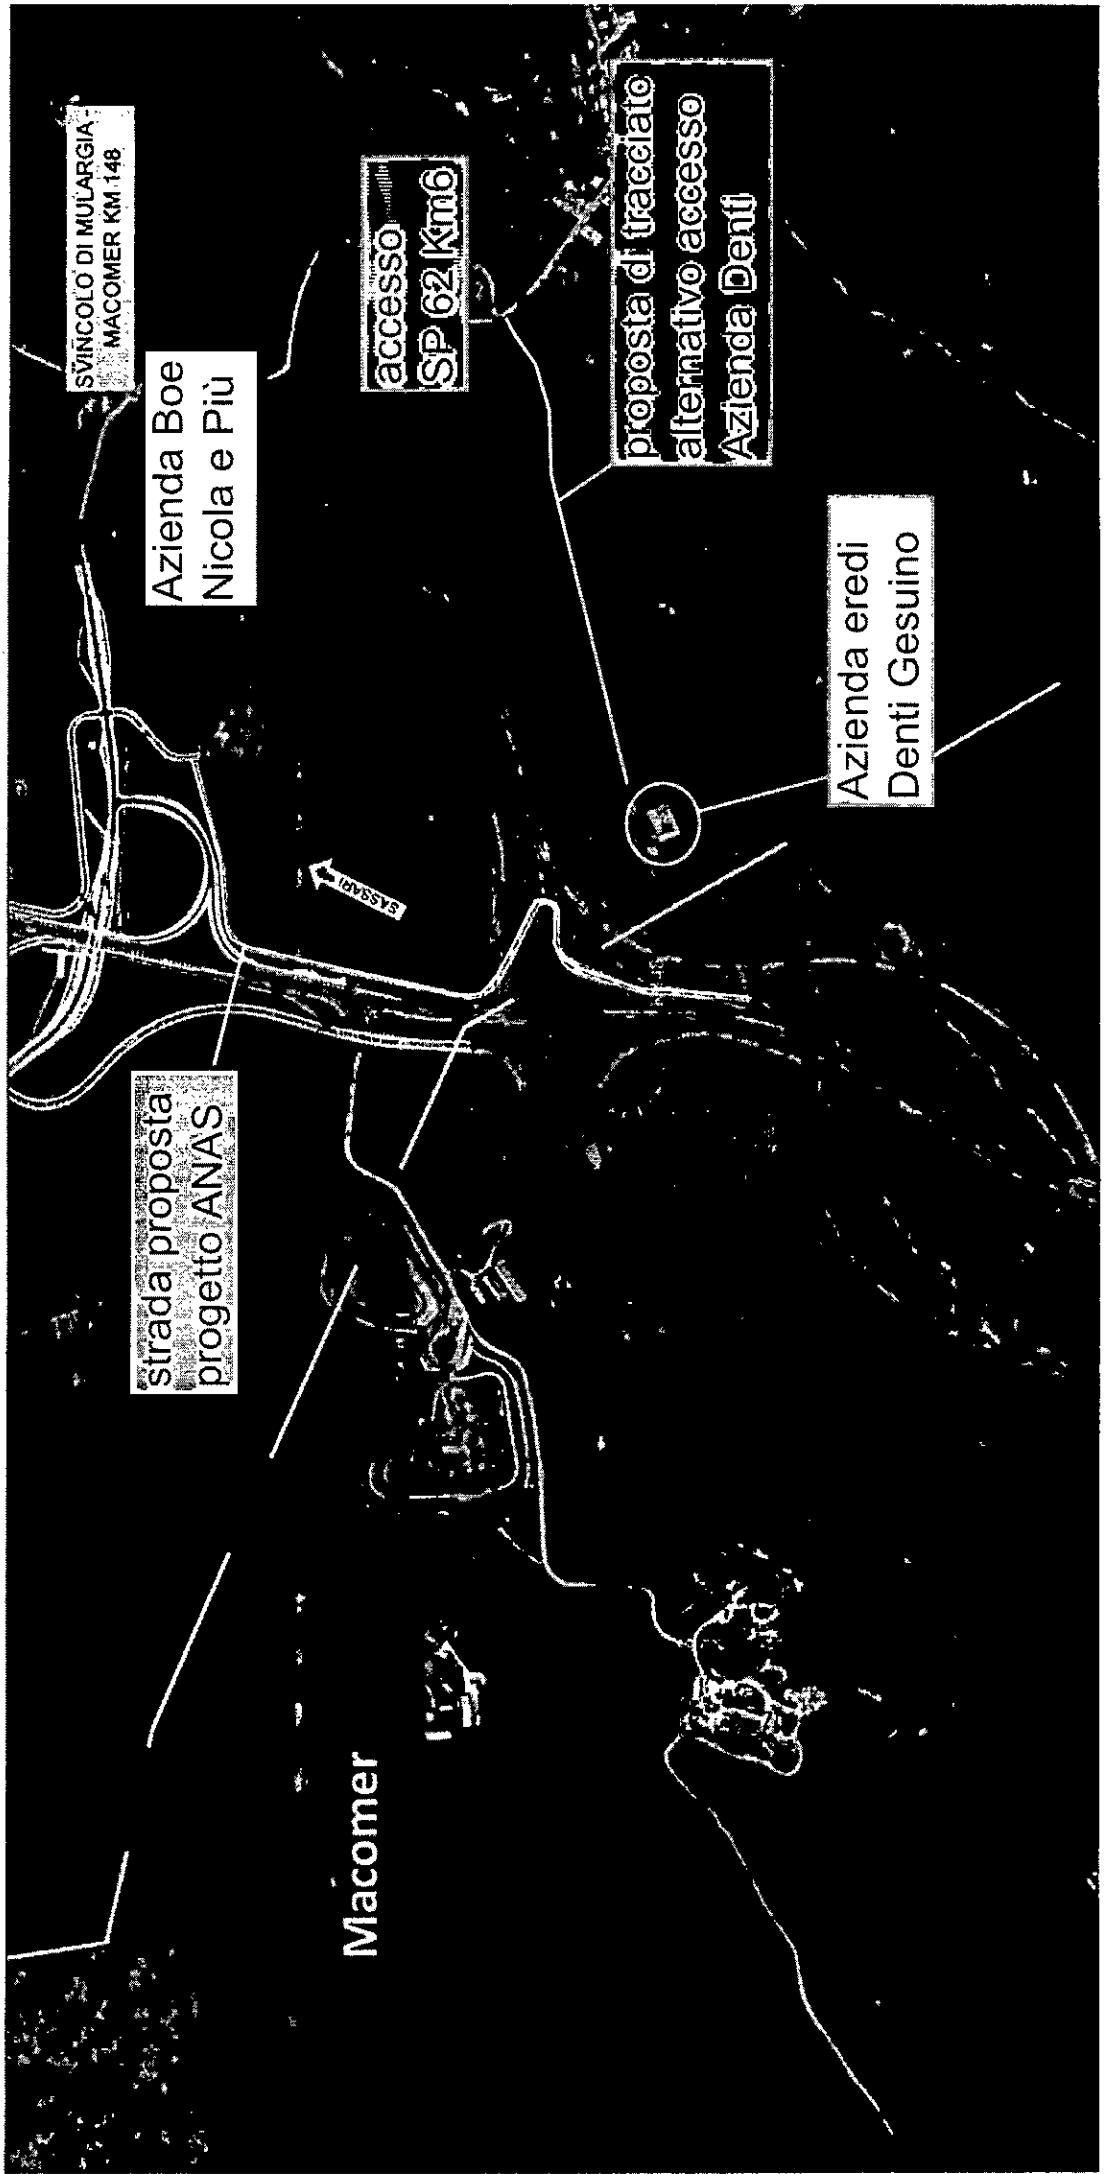 SVINCOLO DI MULARGIA -
MACOMER KM 148
Azienda Boe
Nicola e Più
accesso
SP 62 Km6
proposta di tracciato
alternativo accesso
Azienda Denti
Azienda eredi
Denti Gesuino
strada proposta
progetto ANAS
SASSARI
Macomer